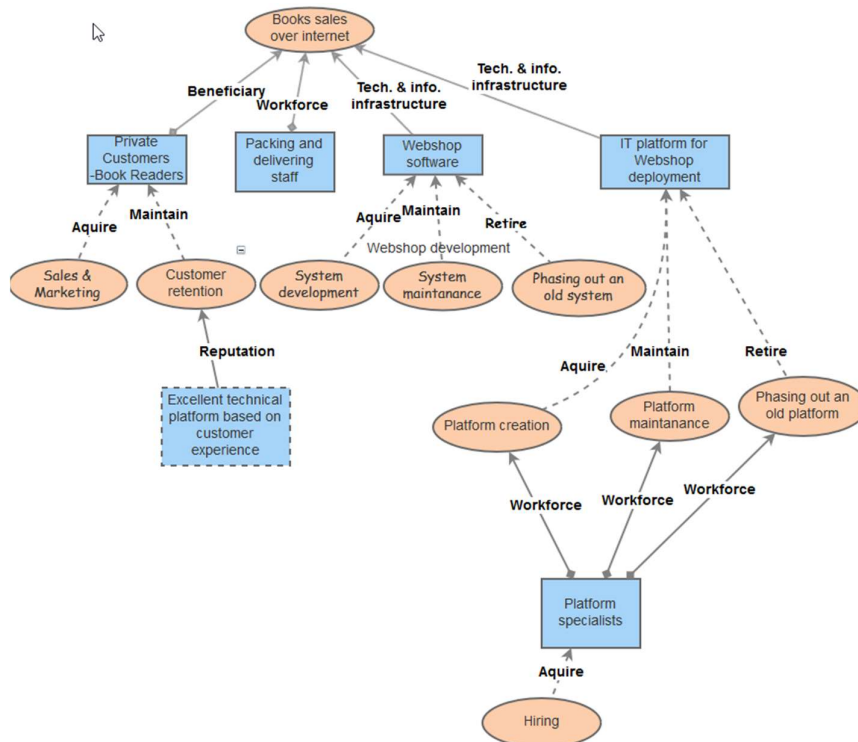 Books sales
over internet
Beneficiary
Workforce
Tech. & info.
infrastructure
Tech. & info.
infrastructure
Private
Customers
-Book Readers
Packing and
delivering
staff
Webshop
software
IT platform for
Webshop
deployment
Aquire
Maintain
Aquire
Maintain
Retire
Webshop development
Sales &
Marketing
Customer
retention
System
development
System
maintanance
Phasing out an
old system
Reputation
Aquire
Maintain
Retire
Excellent technical
platform based on
customer
experience
Platform creation
Platform
maintanance
Phasing out an
old platform
Workforce
Workforce
Workforce
Platform
specialists
Aquire
Hiring